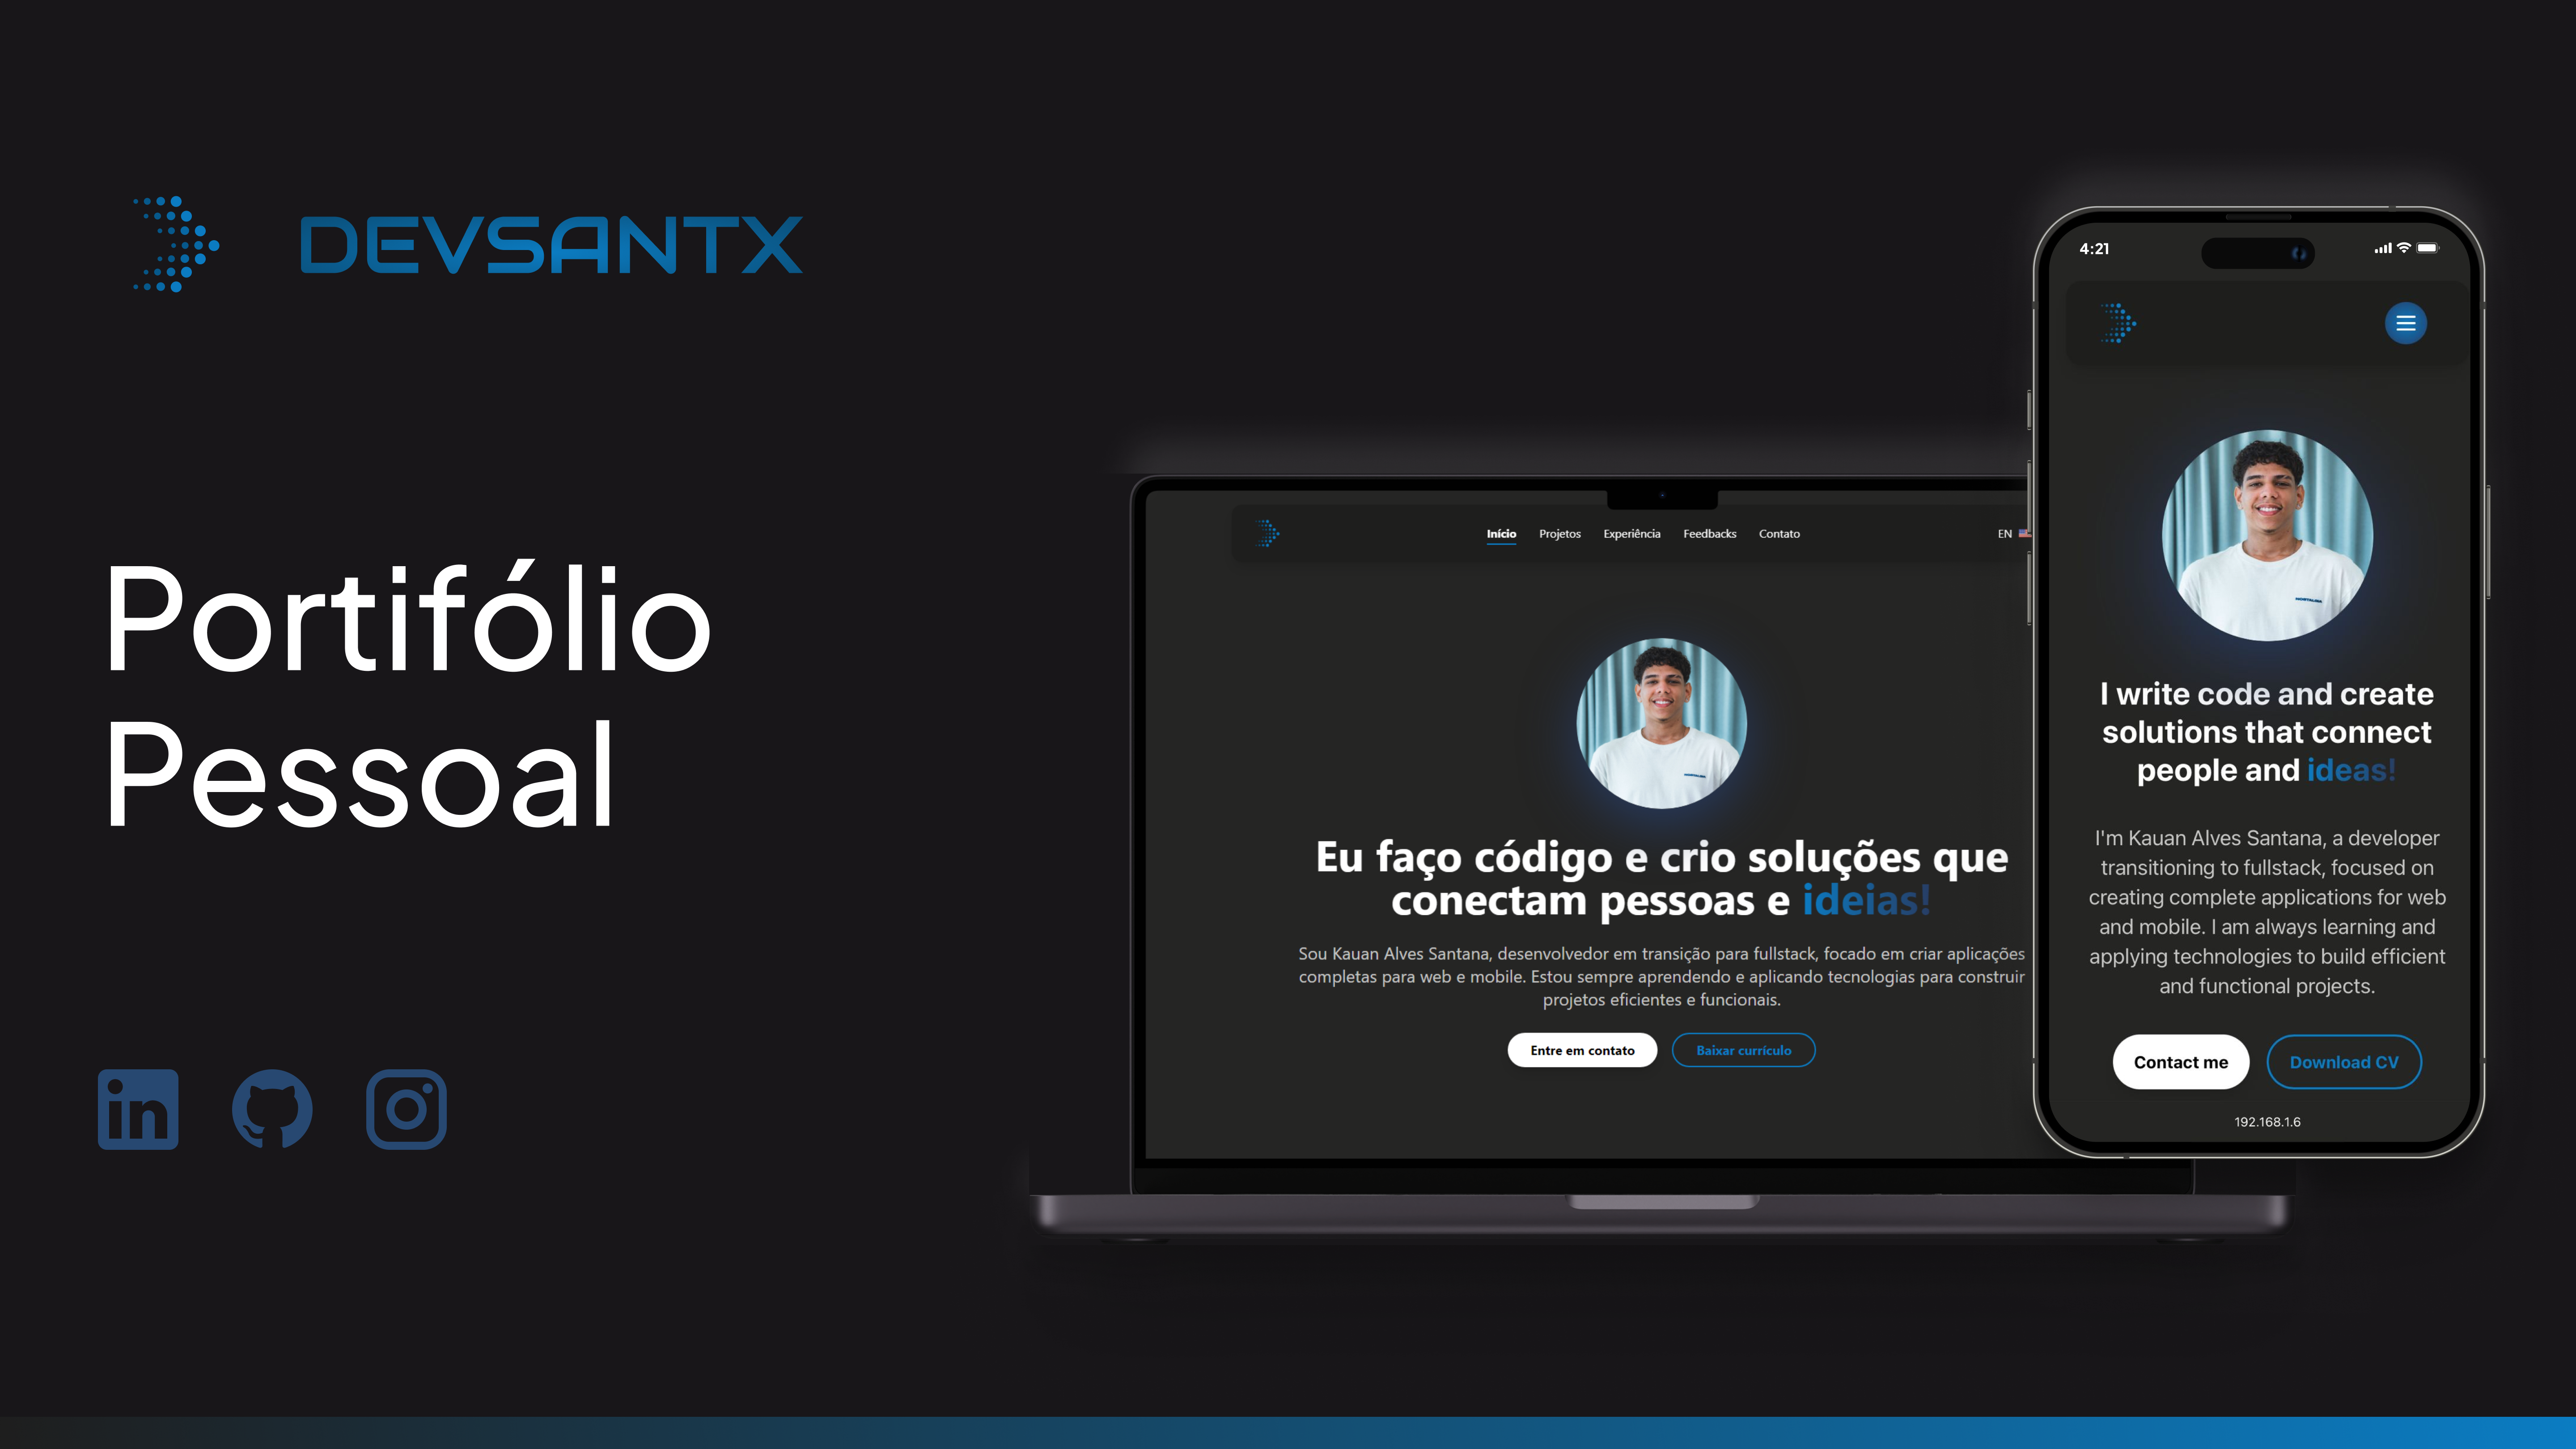 DEVSANTX
Portifólio
Pessoal
Início Projetos Experiência Feedbacks Contato EN
Eu faço código e crio soluções que
conectam pessoas e ideias!
Sou Kauan Alves Santana, desenvolvedor em transição para fullstack, focado em criar aplicações
completas para web e mobile. Estou sempre aprendendo e aplicando tecnologias para construir
projetos eficientes e funcionais.
Entre em contato Baixar currículo
4:21
I write code and create
solutions that connect
people and ideas!
I'm Kauan Alves Santana, a developer
transitioning to fullstack, focused on
creating complete applications for web
and mobile. I am always learning and
applying technologies to build efficient
and functional projects.
Contact me Download CV
192.168.1.6